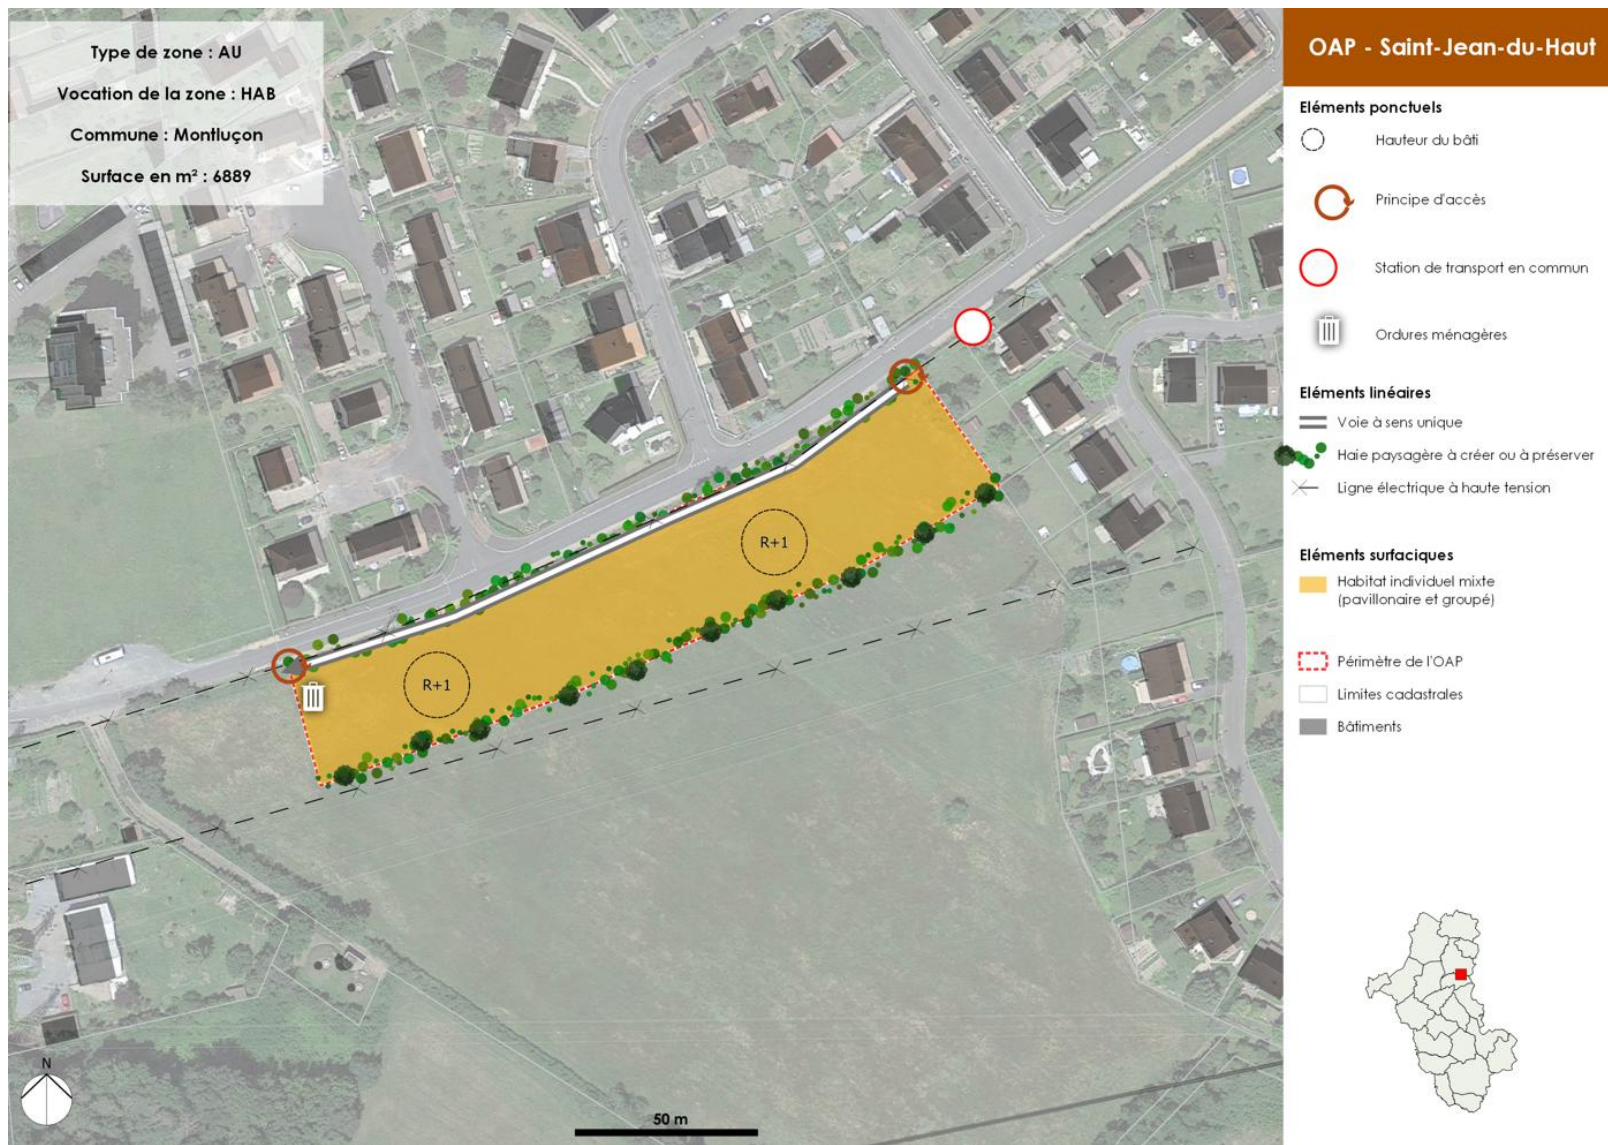 Type de zone : AU
Vocation de la zone : HAB
Commune : Montluçon
Surface en m² : 6889
R+1
R+1
N
50 m
OAP - Saint-Jean-du-Haut
Eléments ponctuels
Hauteur du bâti
Principe d'accès
Station de transport en commun
Ordures ménagères
Eléments linéaires
Voie à sens unique
Haie paysagère à créer ou à préserver
Ligne électrique à haute tension
Eléments surfaciques
Habitat individuel mixte
(pavillonaire et groupé)
Périmètre de l'OAP
Limites cadastrales
Bâtiments